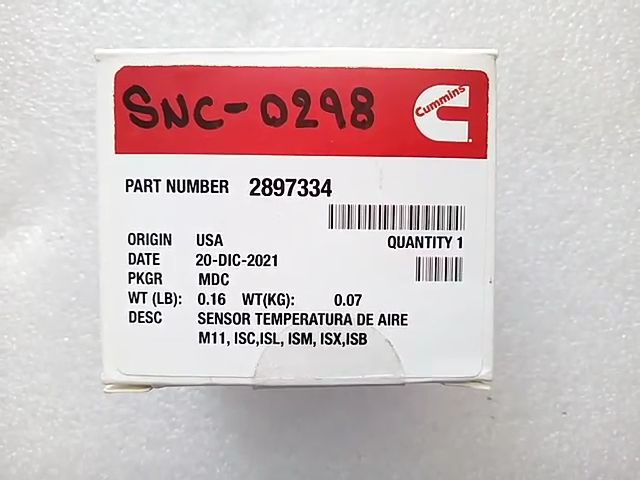 SNC-0298
Cummins
PART NUMBER 2897334
ORIGIN USA QUANTITY 1
DATE 20-DIC-2021
PKGR MDC
WT (LB): 0.16 WT(KG): 0.07
DESC SENSOR TEMPERATURA DE AIRE
M11, ISC,ISL, ISM, ISX,ISB